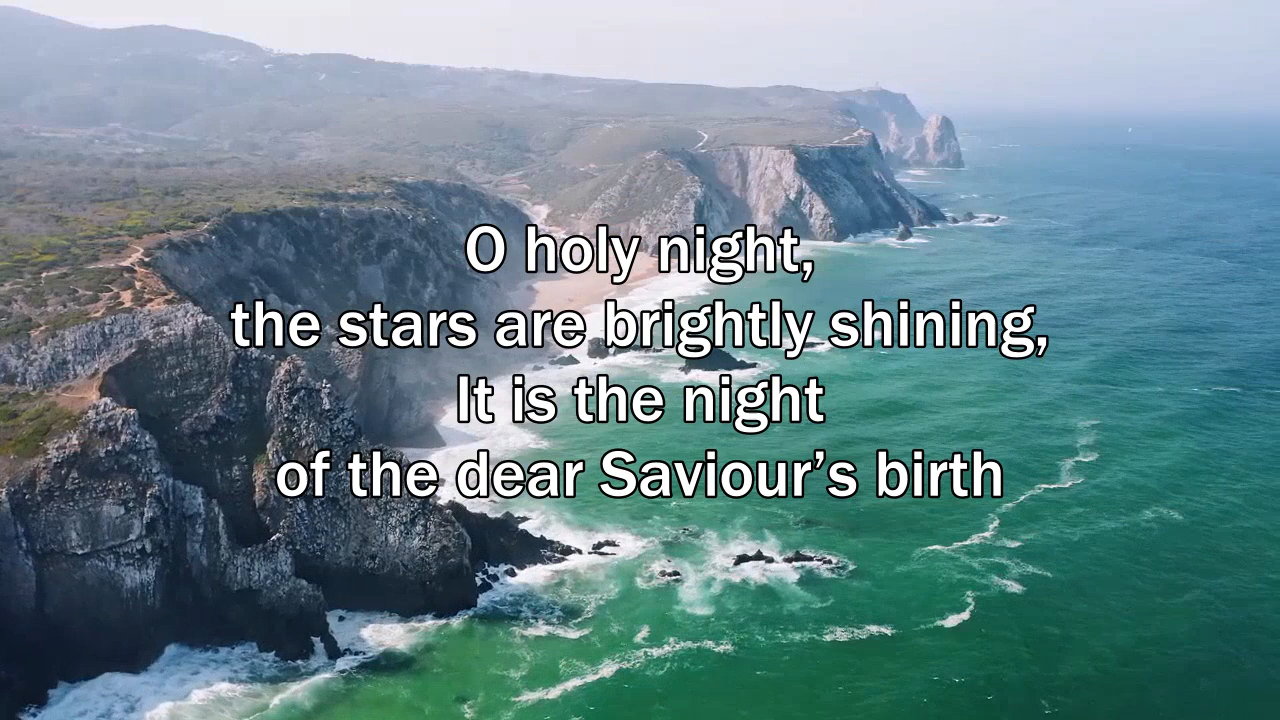 O holy night,
the stars are brightly shining,
It is the night
of the dear Saviour’s birth